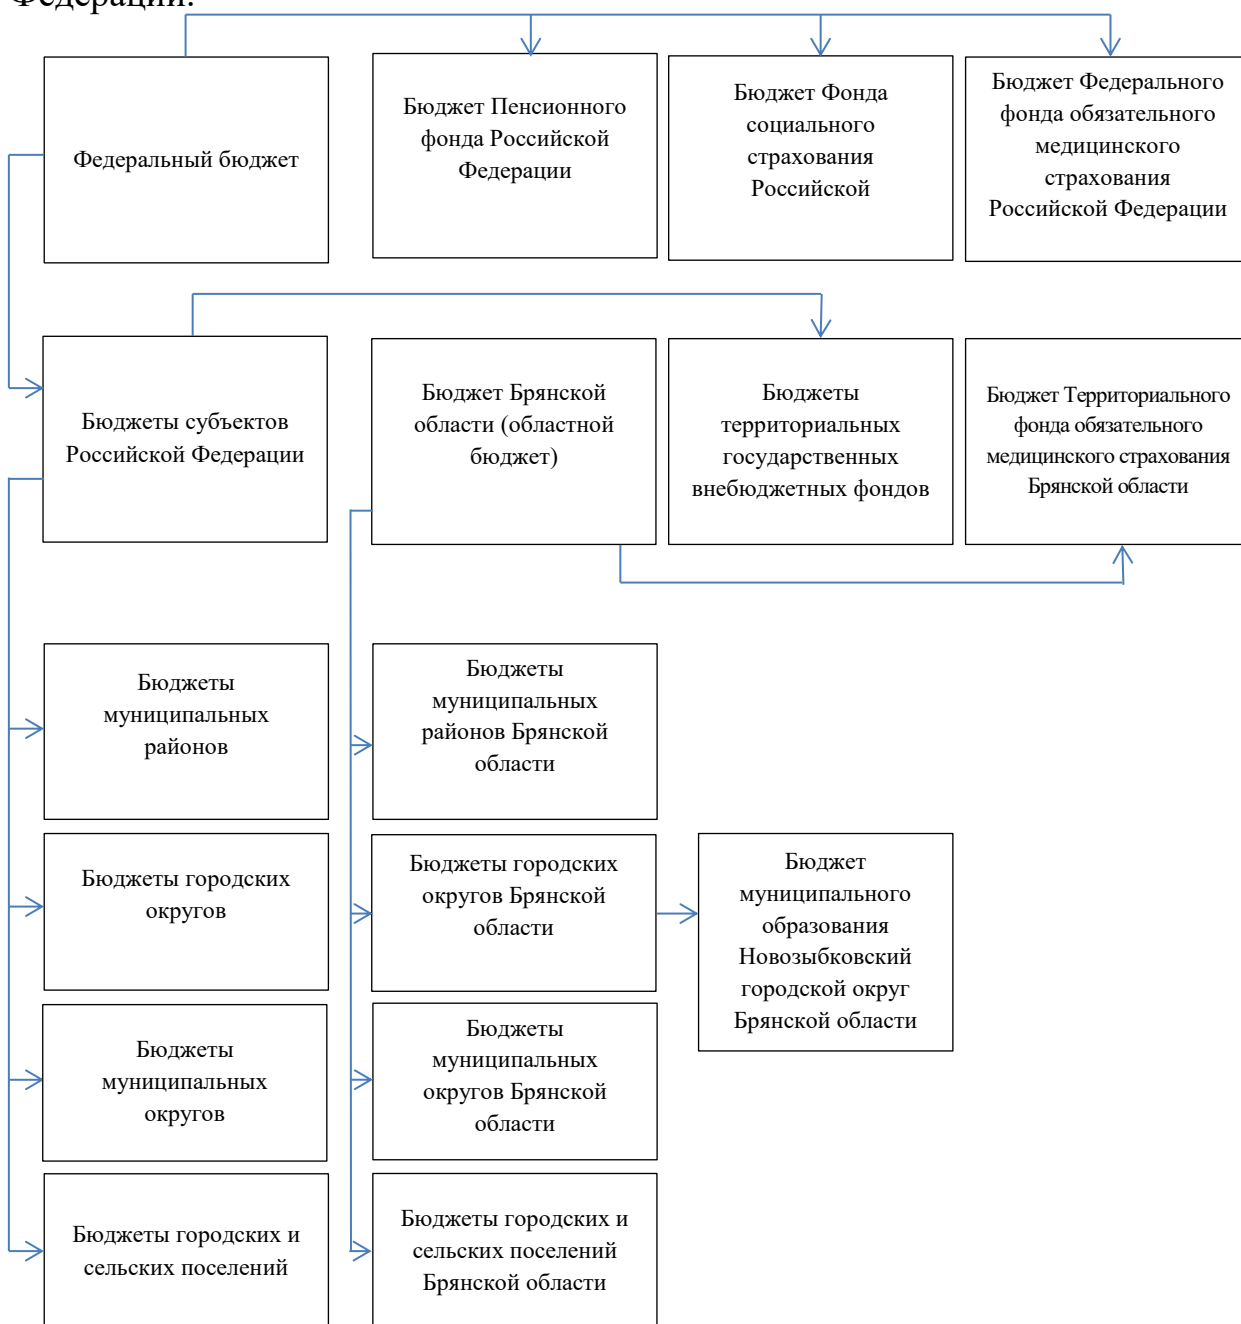 Федерации.
Федеральный бюджет
Бюджет Пенсионного
фонда Российской
Федерации
Бюджет Фонда
социального
страхования
Российской
Бюджет Федерального
фонда обязательного
медицинского
страхования
Российской Федерации
Бюджеты субъектов
Российской Федерации
Бюджет Брянской
области (областной
бюджет)
Бюджеты
территориальных
государственных
внебюджетных фондов
Бюджет Территориального
фонда обязательного
медицинского страхования
Брянской области
Бюджеты
муниципальных
районов
Бюджеты
муниципальных
районов Брянской
области
Бюджеты городских
округов
Бюджеты городских
округов Брянской
области
Бюджет
муниципального
образования
Новозыбковский
городской округ
Брянской области
Бюджеты
муниципальных
округов
Бюджеты
муниципальных
округов Брянской
области
Бюджеты городских и
сельских поселений
Бюджеты городских и
сельских поселений
Брянской области